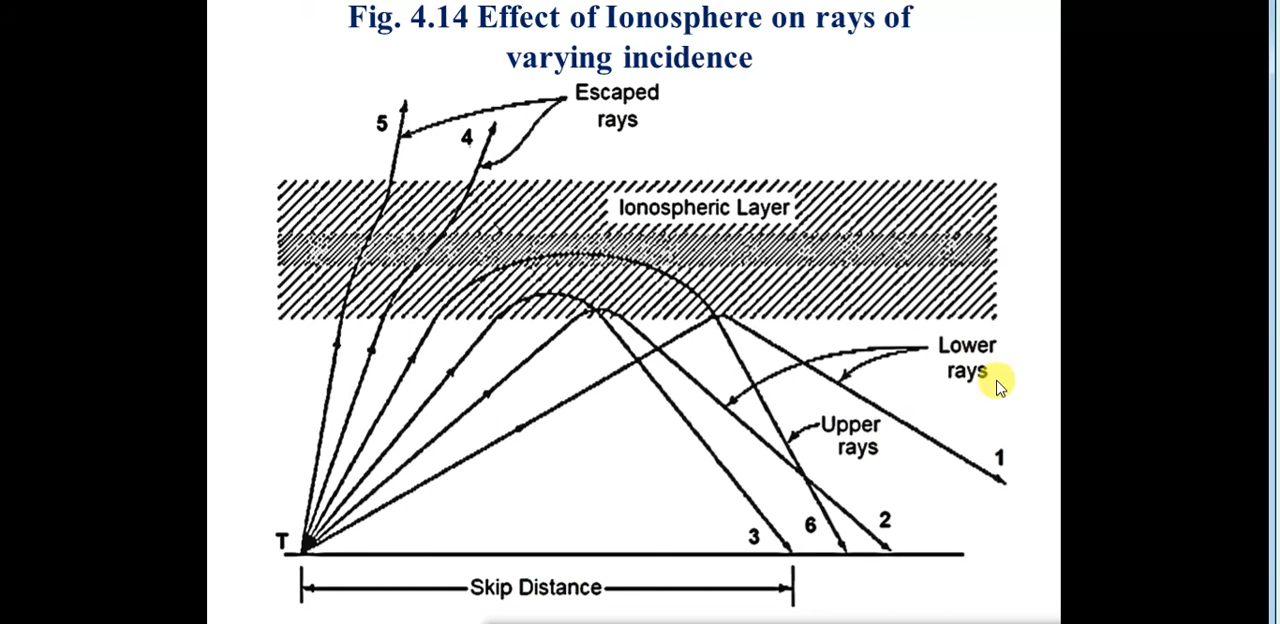 Fig. 4.14 Effect of Ionosphere on rays of
varying incidence
Escaped
rays
5
4
Ionospheric Layer
Lower
rays
Upper
rays
1
T
3
6
2
Skip Distance